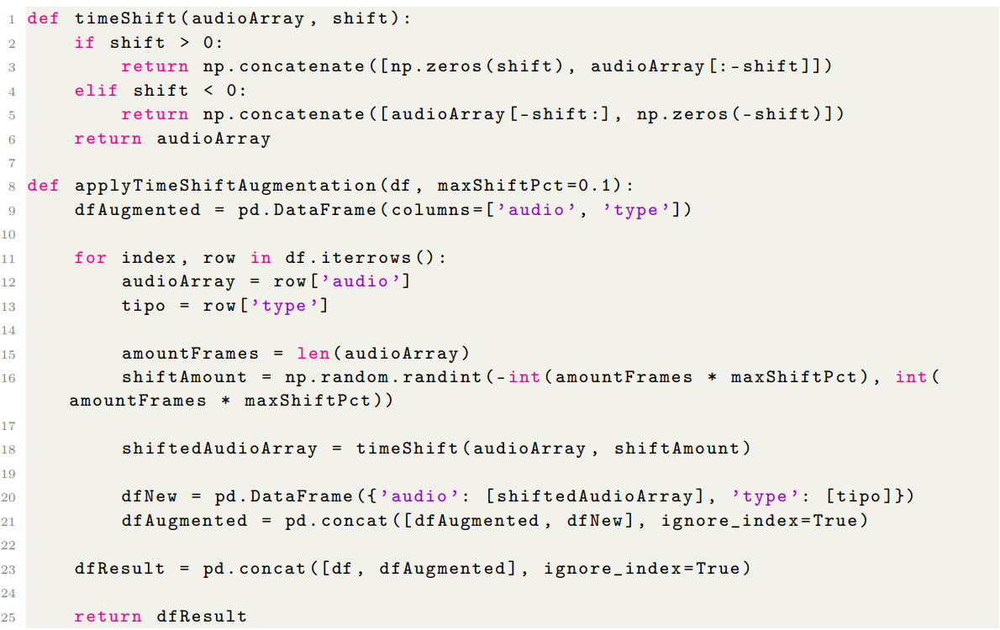 1 def timeShift(audioArray, shift):
2     if shift > 0:
3         return np.concatenate([np.zeros(shift), audioArray[:-shift]])
4     elif shift < 0:
5         return np.concatenate([audioArray[-shift:], np.zeros(-shift)])
6     return audioArray
7
8 def applyTimeShiftAugmentation(df, maxShiftPct=0.1):
9     dfAugmented = pd.DataFrame(columns=['audio', 'type'])
10
11     for index, row in df.iterrows():
12         audioArray = row['audio']
13         tipo = row['type']
14
15         amountFrames = len(audioArray)
16         shiftAmount = np.random.randint(-int(amountFrames * maxShiftPct), int(
    amountFrames * maxShiftPct))
17
18         shiftedAudioArray = timeShift(audioArray, shiftAmount)
19
20         dfNew = pd.DataFrame({'audio': [shiftedAudioArray], 'type': [tipo]})
21         dfAugmented = pd.concat([dfAugmented, dfNew], ignore_index=True)
22
23     dfResult = pd.concat([df, dfAugmented], ignore_index=True)
24
25     return dfResult